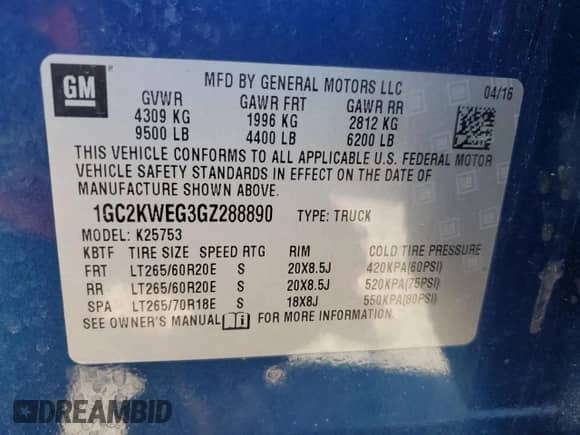 GM
MFD BY GENERAL MOTORS LLC 04/16
GVWR GAWR FRT GAWR RR
4309 KG 1996 KG 2812 KG
9500 LB 4400 LB 6200 LB
THIS VEHICLE CONFORMS TO ALL APPLICABLE U.S. FEDERAL MOTOR
VEHICLE SAFETY STANDARDS IN EFFECT ON THE DATE OF
MANUFACTURE SHOWN ABOVE.
1GC2KWEG3GZ288890 TYPE: TRUCK
MODEL: K25753
KBTF TIRE SIZE SPEED RTG RIM COLD TIRE PRESSURE
FRT LT265/60R20E S 20X8.5J 420KPA(60PSI)
RR LT265/60R20E S 20X8.5J 520KPA(75PSI)
SPA LT265/70R18E S 18X8J 550KPA(80PSI)
SEE OWNER'S MANUAL FOR MORE INFORMATION.
DREAMBID